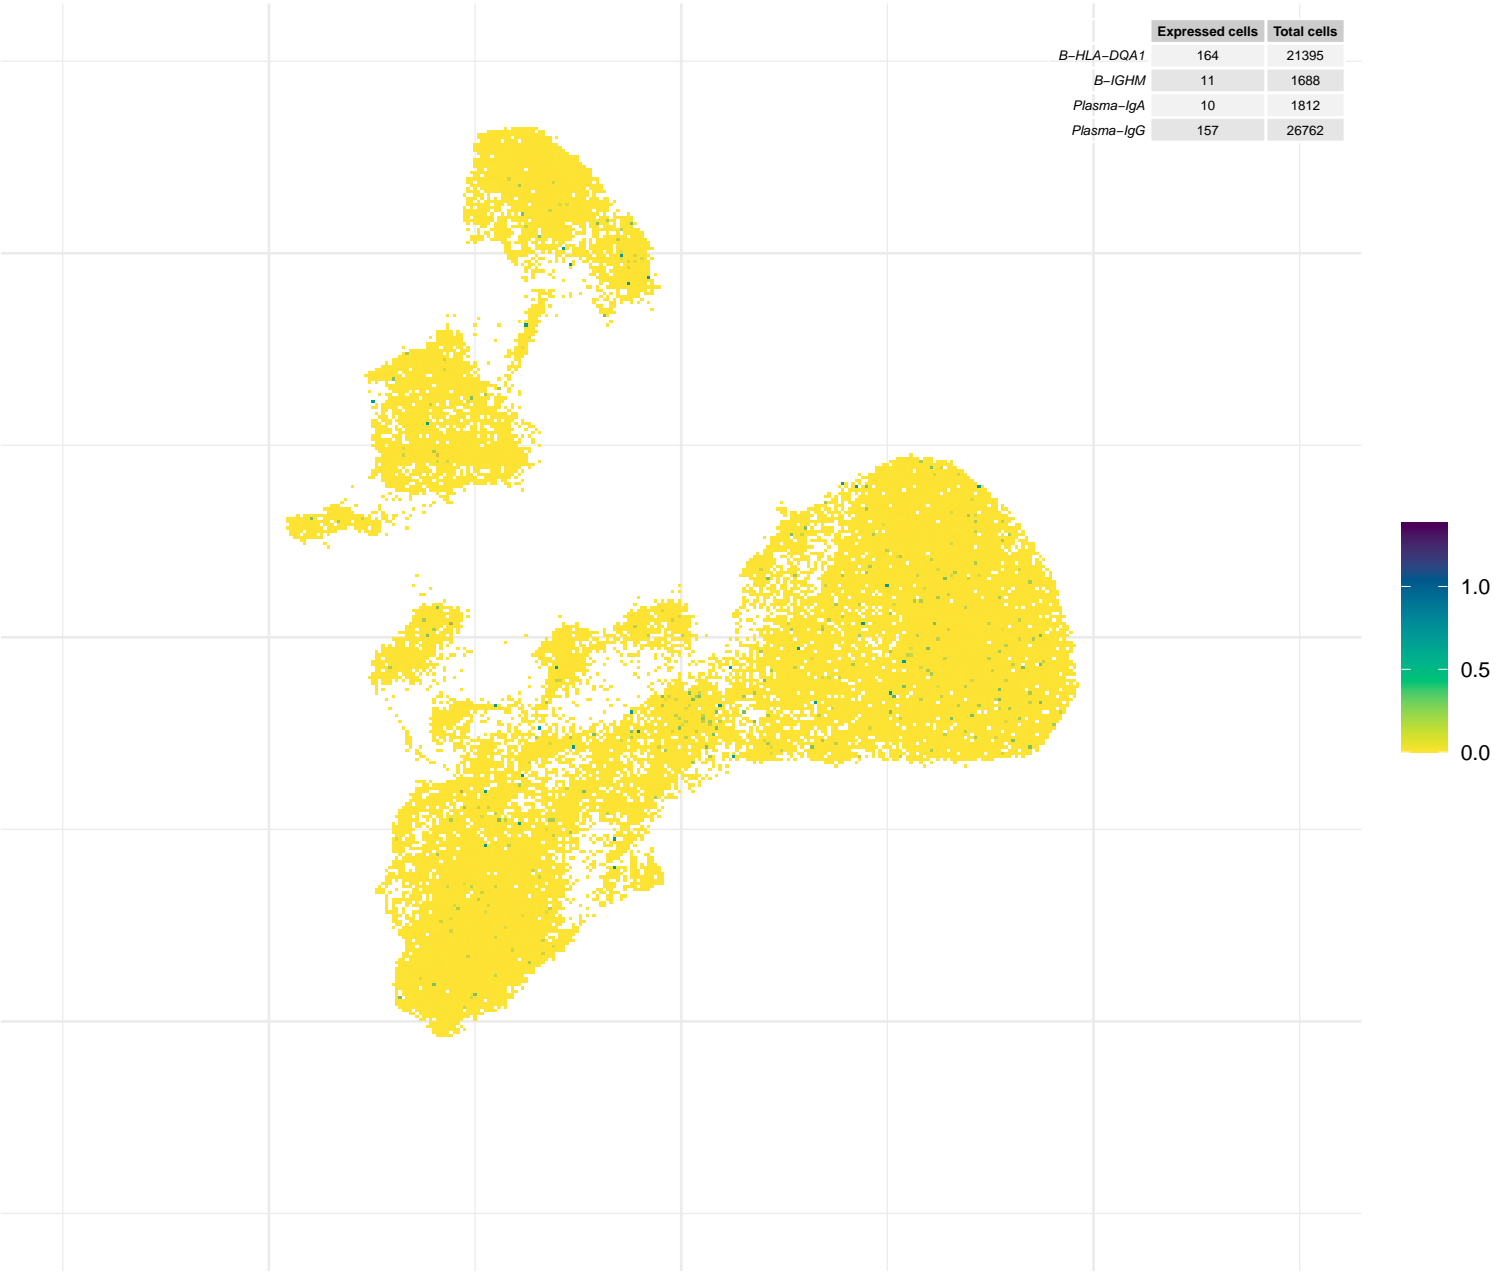 Expressed cells Total cells
B−HLA−DQA1 164 21395
B−IGHM 11 1688
Plasma−IgA 10 1812
Plasma−IgG 157 26762
1.0
0.5
0.0